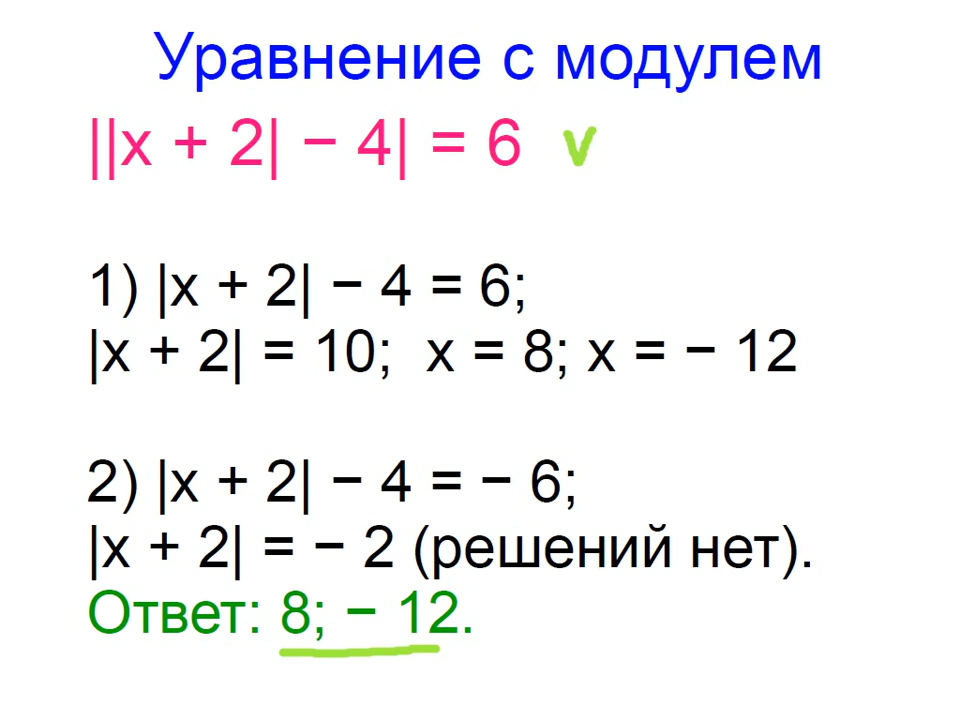 Уравнение с модулем
||x + 2| − 4| = 6 v
1) |x + 2| − 4 = 6;
|x + 2| = 10; x = 8; x = − 12
2) |x + 2| − 4 = − 6;
|x + 2| = − 2 (решений нет).
Ответ: 8; − 12.